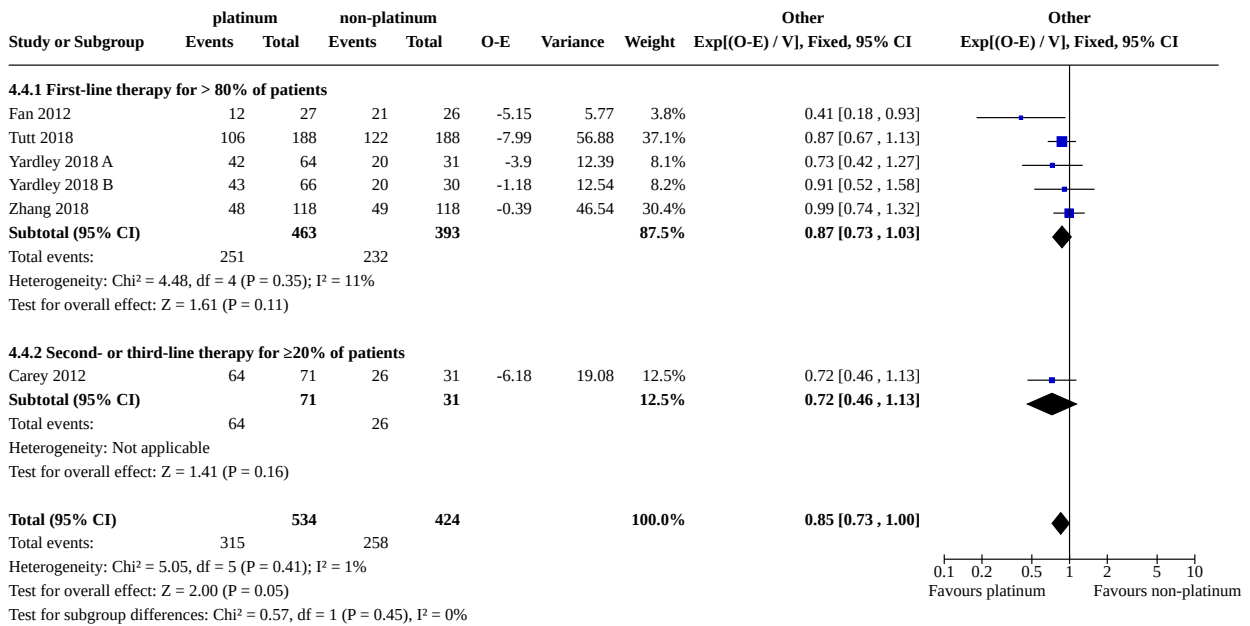 platinum non-platinum Other Other
Study or Subgroup Events Total Events Total O-E Variance Weight Exp[(O-E) / V], Fixed, 95% CI Exp[(O-E) / V], Fixed, 95% CI
4.4.1 First-line therapy for > 80% of patients
Fan 2012 12 27 21 26 -5.15 5.77 3.8% 0.41 [0.18 , 0.93]
Tutt 2018 106 188 122 188 -7.99 56.88 37.1% 0.87 [0.67 , 1.13]
Yardley 2018 A 42 64 20 31 -3.9 12.39 8.1% 0.73 [0.42 , 1.27]
Yardley 2018 B 43 66 20 30 -1.18 12.54 8.2% 0.91 [0.52 , 1.58]
Zhang 2018 48 118 49 118 -0.39 46.54 30.4% 0.99 [0.74 , 1.32]
Subtotal (95% CI) 463 393 87.5% 0.87 [0.73 , 1.03]
Total events: 251 232
Heterogeneity: Chi² = 4.48, df = 4 (P = 0.35); I² = 11%
Test for overall effect: Z = 1.61 (P = 0.11)
4.4.2 Second- or third-line therapy for ≥20% of patients
Carey 2012 64 71 26 31 -6.18 19.08 12.5% 0.72 [0.46 , 1.13]
Subtotal (95% CI) 71 31 12.5% 0.72 [0.46 , 1.13]
Total events: 64 26
Heterogeneity: Not applicable
Test for overall effect: Z = 1.41 (P = 0.16)
Total (95% CI) 534 424 100.0% 0.85 [0.73 , 1.00]
Total events: 315 258
Heterogeneity: Chi² = 5.05, df = 5 (P = 0.41); I² = 1%
0.1 0.2 0.5 1 2 5 10
Test for overall effect: Z = 2.00 (P = 0.05) Favours platinum Favours non-platinum
Test for subgroup differences: Chi² = 0.57, df = 1 (P = 0.45), I² = 0%